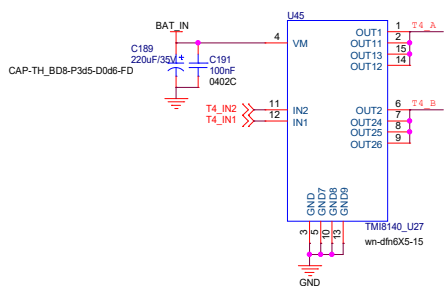 BAT_IN
U45
C189
220uF/35V
+
CAP-TH_BD8-P3d5-D0d6-FD
C191
100nF
0402C
4
VM
OUT1
1
T4_A
OUT11
2
OUT13
15
OUT12
14
T4_IN2
11
IN2
T4_IN1
12
IN1
OUT2
6
T4_B
OUT24
7
OUT25
8
OUT26
9
GND
GND7
GND8
GND9
3
5
10
13
TMI8140_U27
wn-dfn6X5-15
GND